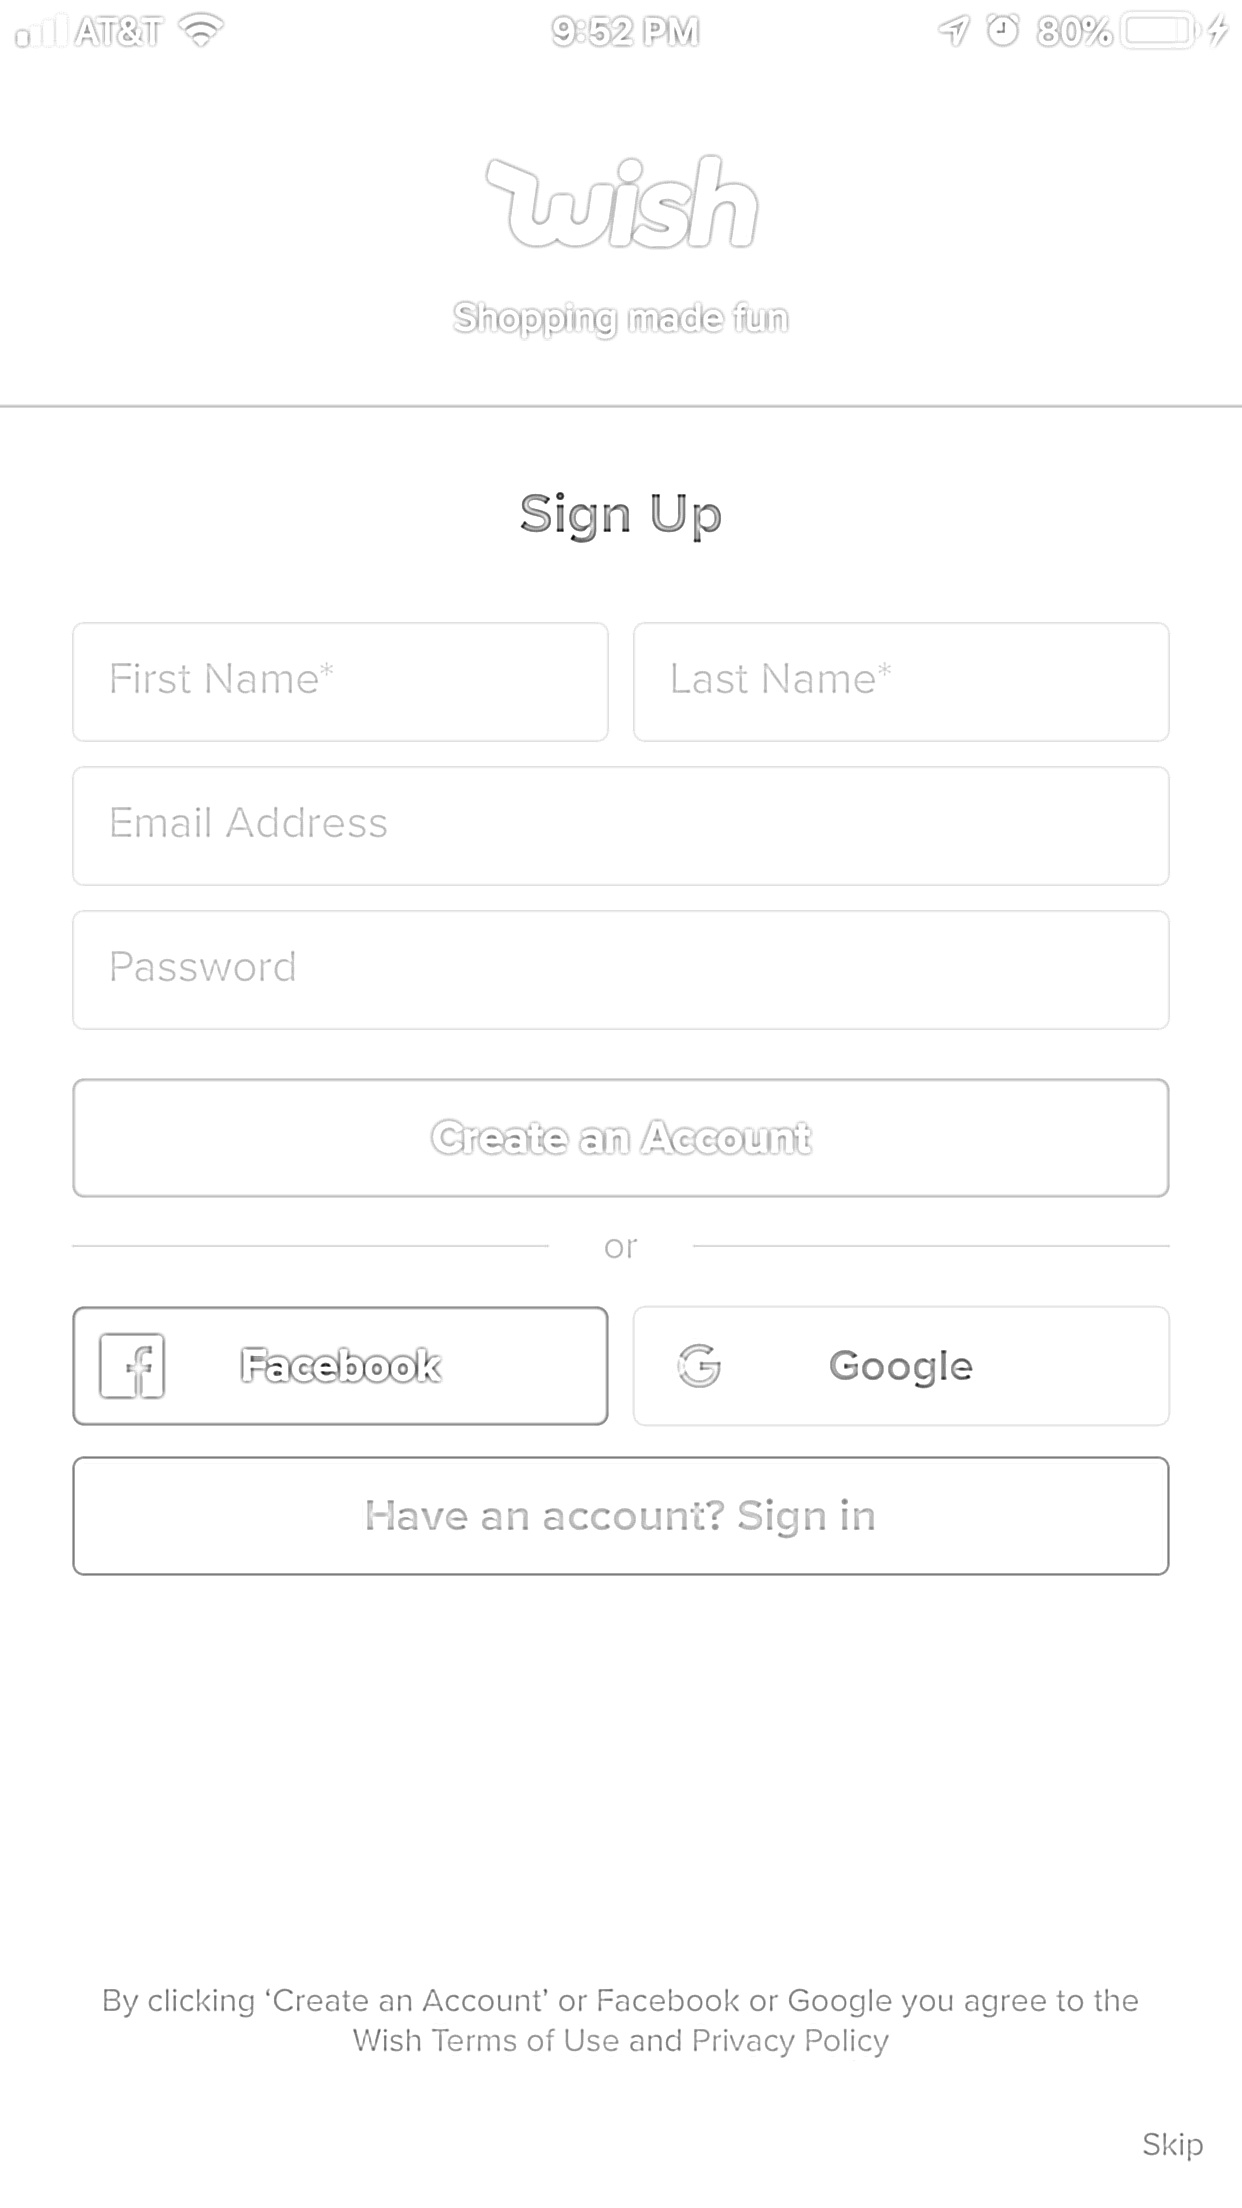 AT&T 9:52 PM 80%
wish
Shopping made fun
Sign Up
First Name* Last Name*
Email Address
Password
Create an Account
or
f Facebook G Google
Have an account? Sign in
By clicking ‘Create an Account’ or Facebook or Google you agree to the
Wish Terms of Use and Privacy Policy
Skip